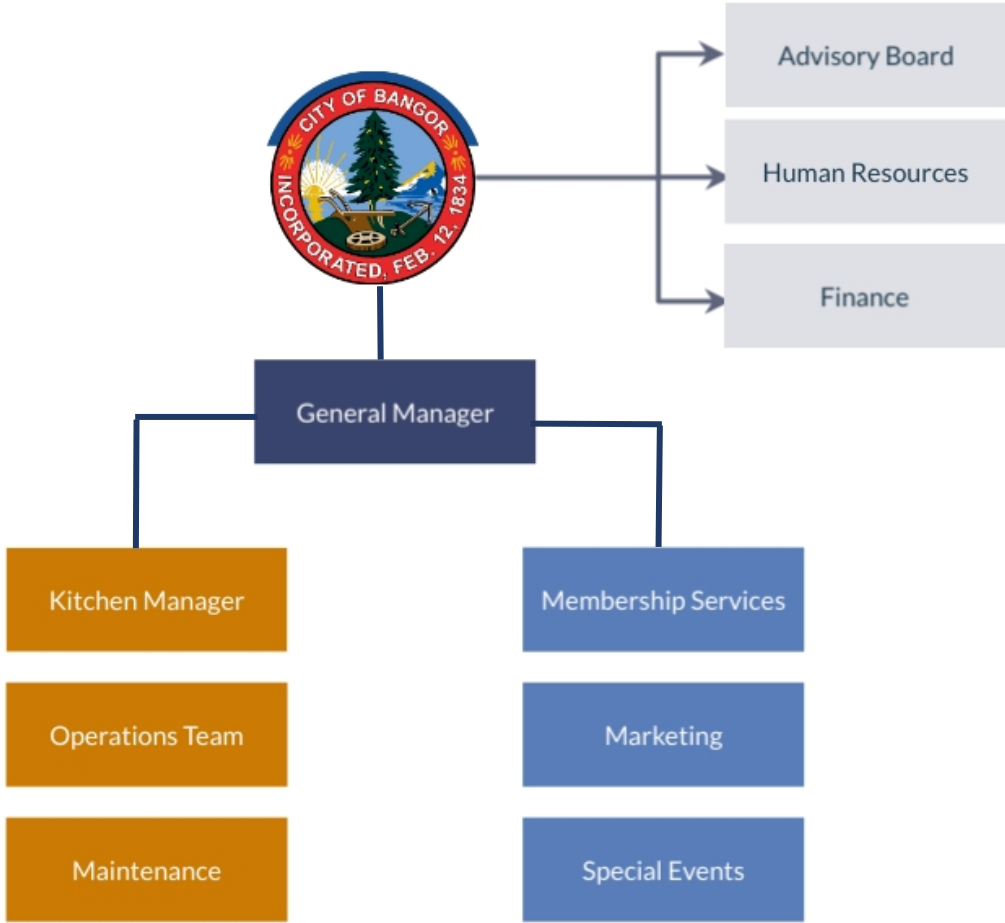 Advisory Board
CITY OF BANGOR
INCORPORATED, FEB. 12, 1834
Human Resources
Finance
General Manager
Kitchen Manager
Membership Services
Operations Team
Marketing
Maintenance
Special Events